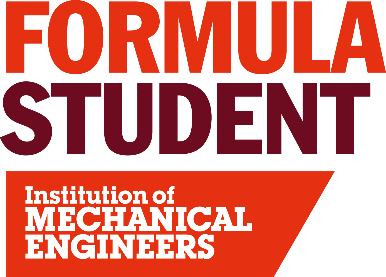 FORMULA
STUDENT
Institution of
MECHANICAL
ENGINEERS